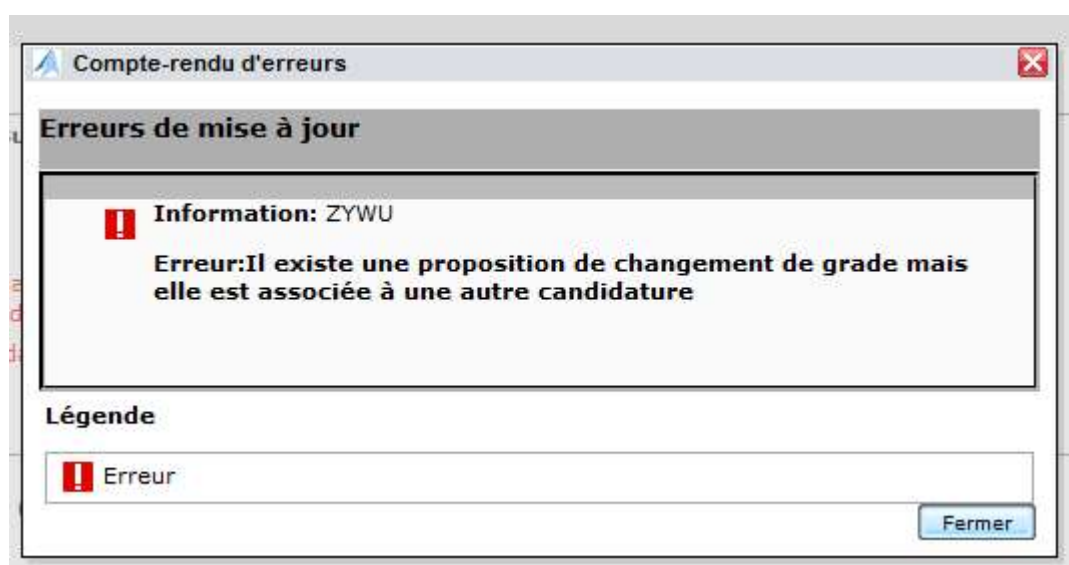 Compte-rendu d'erreurs
Erreurs de mise à jour
Information: ZYWU
Erreur:Il existe une proposition de changement de grade mais
elle est associée à une autre candidature
Légende
Erreur
Fermer